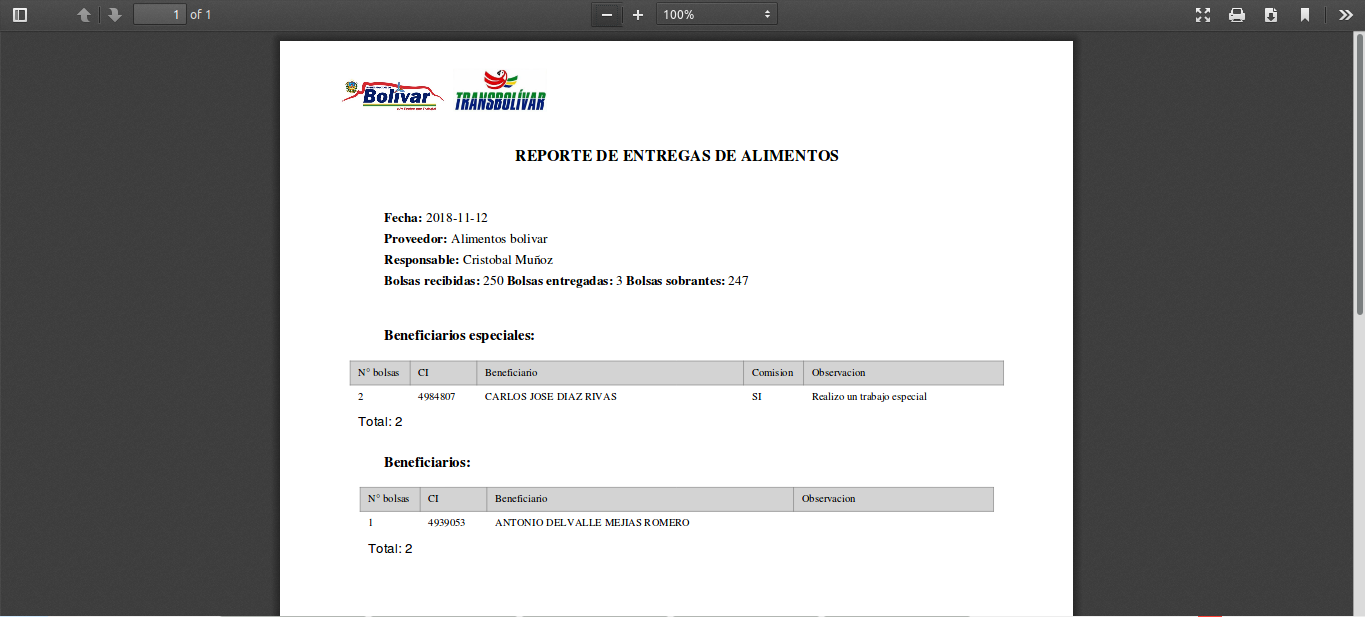 1 of 1
100%
Bolívar
TRANSBOLÍVAR
REPORTE DE ENTREGAS DE ALIMENTOS
Fecha: 2018-11-12
Proveedor: Alimentos bolivar
Responsable: Cristobal Muñoz
Bolsas recibidas: 250 Bolsas entregadas: 3 Bolsas sobrantes: 247
Beneficiarios especiales:
N° bolsas CI Beneficiario Comision Observacion
2 4984807 CARLOS JOSE DIAZ RIVAS SI Realizo un trabajo especial
Total: 2
Beneficiarios:
N° bolsas CI Beneficiario Observacion
1 4939053 ANTONIO DELVALLE MEJIAS ROMERO
Total: 2